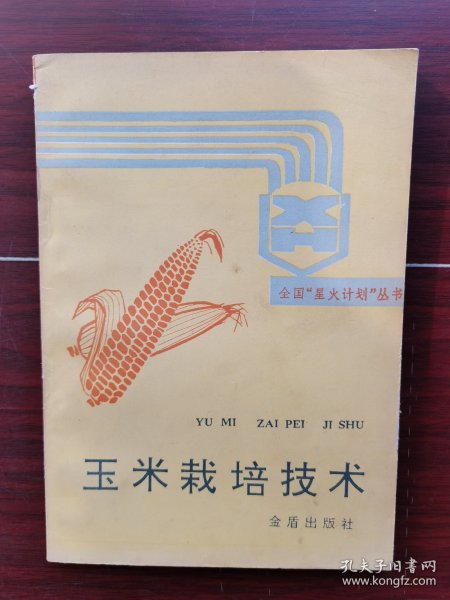 XH
全国“星火计划”丛书
YU MI ZAI PEI JI SHU
玉米栽培技术
金盾出版社
孔夫子旧书网
www.kongfz.com